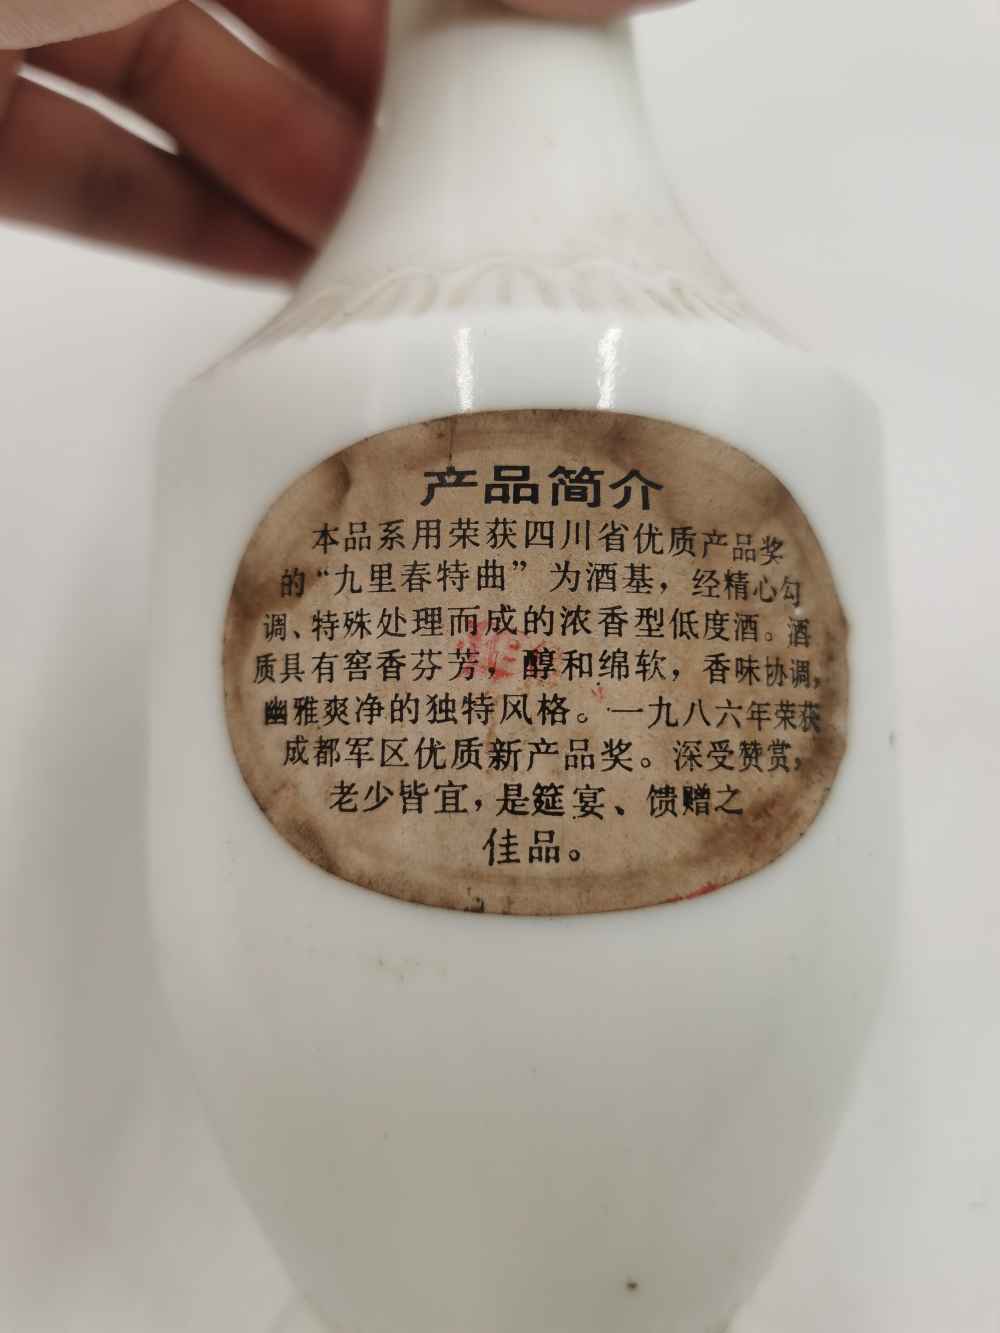 产品简介
本品系用荣获四川省优质产品奖
的“九里春特曲”为酒基，经精心勾
调、特殊处理而成的浓香型低度酒。酒
质具有窖香芬芳，醇和绵软，香味协调，
幽雅爽净的独特风格。一九八六年荣获
成都军区优质新产品奖。深受赞赏，
老少皆宜，是筵宴、馈赠之
佳品。